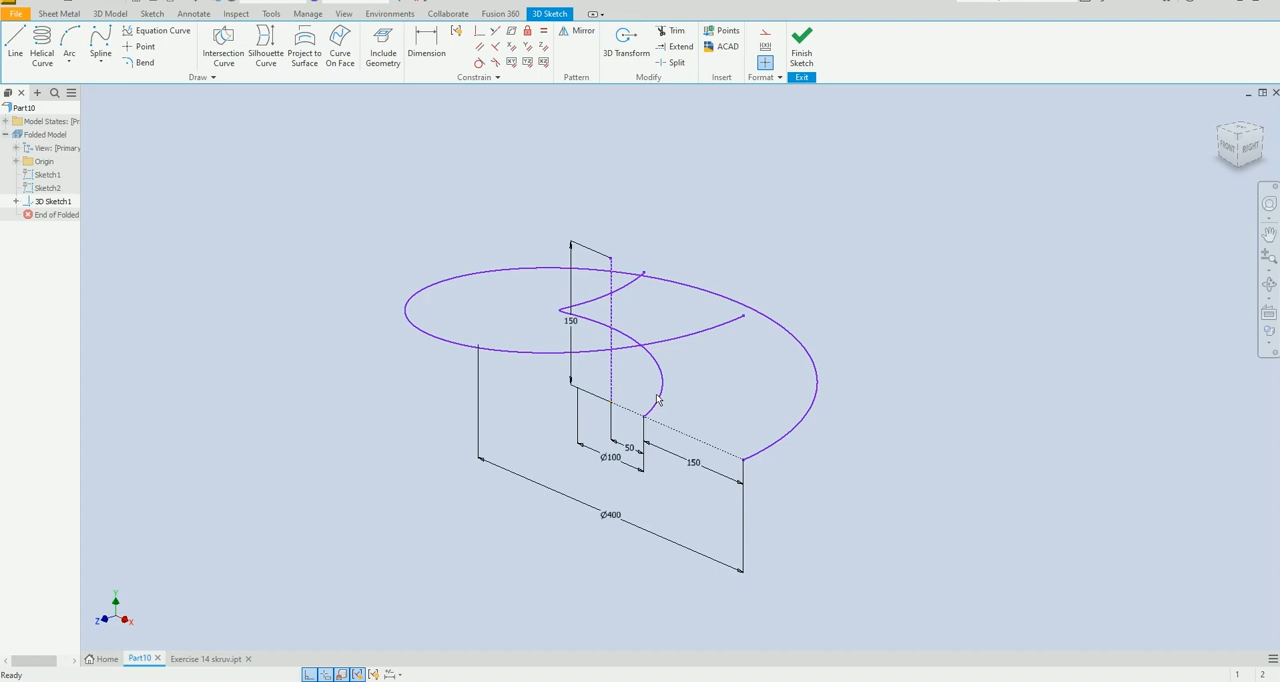 File Sheet Metal 3D Model Sketch Annotate Inspect Tools Manage View Environments Collaborate Fusion 360 3D Sketch
Line Helical Curve Arc Spline Equation Curve Point Bend Intersection Curve Silhouette Curve Project to Surface Curve On Face Include Geometry Dimension Mirror 3D Transform Trim Extend Split Points ACAD Finish Sketch
Draw Constrain Pattern Modify Insert Format Exit
Part10
Model States: [Pr
Folded Model
View: [Primary
Origin
Sketch1
Sketch2
3D Sketch1
End of Folded
FRONT RIGHT
150
50
Ø100
150
Ø400
Y
Z X
Home Part10 Exercise 14 skruv.ipt
Ready 1 2